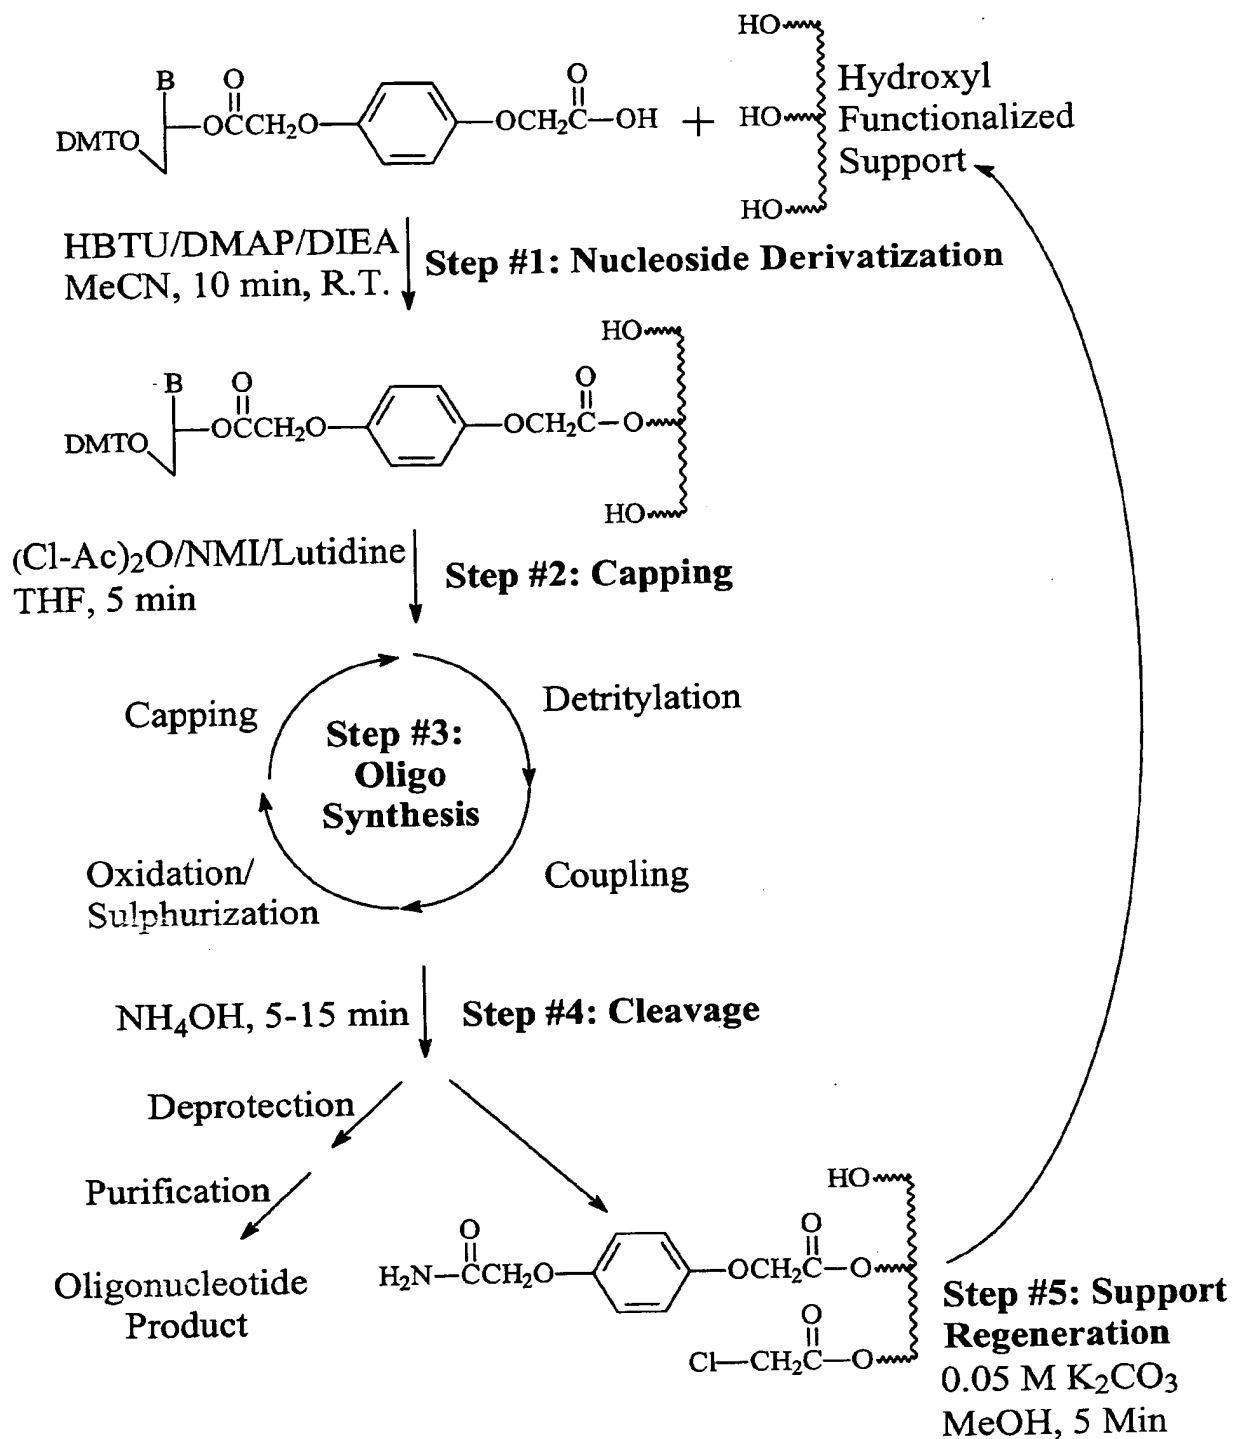 B O O
DMTO OCCH₂O OCH₂C—OH + HO HO HO
Hydroxyl
Functionalized
Support
HBTU/DMAP/DIEA
MeCN, 10 min, R.T.
Step #1: Nucleoside Derivatization
HO
B O O
DMTO OCCH₂O OCH₂C—O
HO
(Cl-Ac)₂O/NMI/Lutidine
THF, 5 min
Step #2: Capping
Capping
Detritylation
Step #3:
Oligo
Synthesis
Oxidation/
Sulphurization
Coupling
NH₄OH, 5-15 min
Step #4: Cleavage
Deprotection
Purification
Oligonucleotide
Product
HO
O O
H₂N—CCH₂O OCH₂C—O
O
Cl—CH₂C—O
Step #5: Support
Regeneration
0.05 M K₂CO₃
MeOH, 5 Min